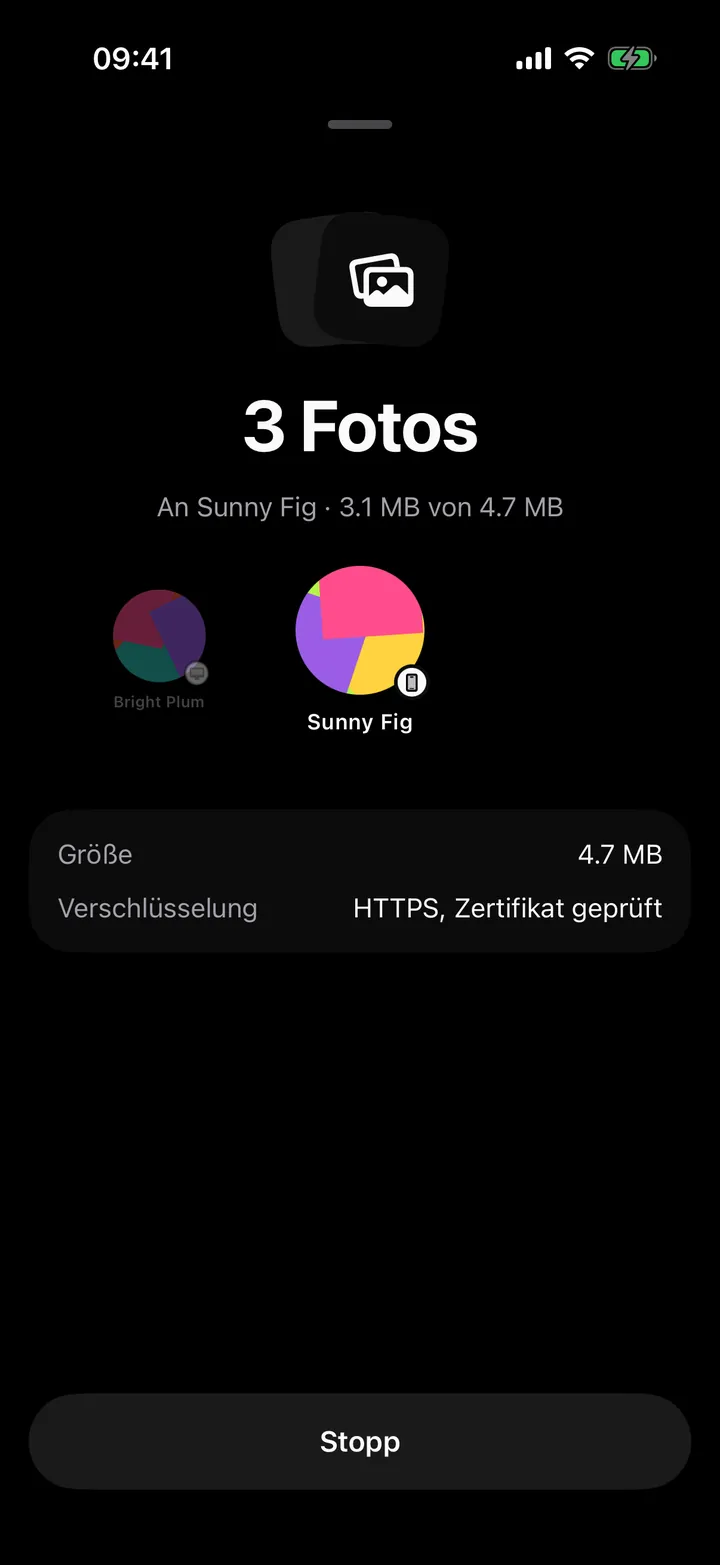 09:41
3 Fotos
An Sunny Fig · 3.1 MB von 4.7 MB
Bright Plum
Sunny Fig
Größe 4.7 MB
Verschlüsselung HTTPS, Zertifikat geprüft
Stopp